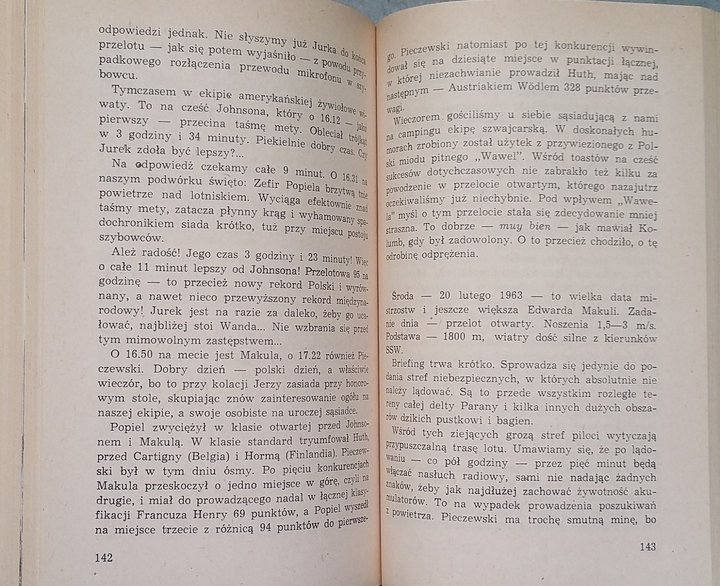 odpowiedzi jednak. Nie słyszymy już Jurka do końca
przelotu — jak się potem wyjaśniło — z powodu przy-
padkowego rozłączenia przewodu mikrofonu w szy-
bowcu.
Tymczasem w ekipie amerykańskiej żywiołowe wi-
waty. To na cześć Johnsona, który o 16.12 — jako
pierwszy — przecina taśmę mety. Obleciał trójkąt
w 3 godziny i 34 minuty. Piekielnie dobry czas. Czy
Jurek zdoła być lepszy?...
Na odpowiedź czekamy całe 9 minut. O 16.31 na
naszym podwórku święto: Zefir Popiela brzytwą tnie
powietrze nad lotniskiem. Wyciąga efektownie znad
taśmy mety, zatacza płynny krąg i wyhamowany spa-
dochronikiem siada krótko, tuż przy miejscu postoju
szybowców.
Ależ radość! Jego czas 3 godziny i 23 minuty! Więc
o całe 11 minut lepszy od Johnsona! Przelotowa 95 na
godzinę — to przecież nowy rekord Polski i wyrów-
nany, a nawet nieco przewyższony rekord międzyna-
rodowy! Jurek jest na razie za daleko, żeby go uca-
łować, najbliżej stoi Wanda... Nie wzbrania się przed
tym mimowolnym zastępstwem...
O 16.50 na mecie jest Makula, o 17.22 również Pie-
czewski. Dobry dzień — polski dzień, a właściwie
wieczór, bo to przy kolacji Jerzy zasiada przy honoro-
wym stole, skupiając znów zainteresowanie ogółu na
naszej ekipie, a swoje osobiste na uroczej sąsiadce.
Popiel zwyciężył w klasie otwartej przed Johnso-
nem i Makulą. W klasie standard tryumfował Huth,
przed Cartigny (Belgia) i Hormą (Finlandia). Pieczew-
ski był w tym dniu ósmy. Po pięciu konkurencjach
Makula przeskoczył o jedno miejsce w górę, czyli na
drugie, i miał do prowadzącego nadal w łącznej klasy-
fikacji Francuza Henry 69 punktów, a Popiel wyszedł
na miejsce trzecie z różnicą 94 punktów do pierwsze-
142
go. Pieczewski natomiast po tej konkurencji wywin-
dował się na dziesiąte miejsce w punktacji łącznej,
w której niezachwianie prowadził Huth, mając nad
następnym — Austriakiem Wödlem 328 punktów prze-
wagi.
Wieczorem gościliśmy u siebie sąsiadującą z nami
na campingu ekipę szwajcarską. W doskonałych hu-
morach zrobiony został użytek z przywiezionego z Pol-
ski miodu pitnego „Wawel". Wśród toastów na cześć
sukcesów dotychczasowych nie zabrakło też kilku za
powodzenie w przelocie otwartym, którego nazajutrz
oczekiwaliśmy już niechybnie. Pod wpływem „Wawe-
la" myśl o tym przelocie stała się zdecydowanie mniej
straszna. To dobrze — muy bien — jak mawiał Ko-
lumb, gdy był zadowolony. O to przecież chodziło, o tę
odrobinę odprężenia.
Środa — 20 lutego 1963 — to wielka data mi-
strzostw i jeszcze większa Edwarda Makuli. Zada-
nie dnia — przelot otwarty. Noszenia 1,5—3 m/s.
Podstawa — 1800 m, wiatry dość silne z kierunków
SSW.
Briefing trwa krótko. Sprowadza się jedynie do po-
dania stref niebezpiecznych, w których absolutnie nie
należy lądować. Są to przede wszystkim rozległe te-
reny całej delty Parany i kilka innych dużych obsza-
rów dzikich pustkowi i bagien.
Wśród tych ziejących grozą stref piloci wytyczają
przypuszczalną trasę lotu. Umawiamy się, że po lądo-
waniu — co pół godziny — przez pięć minut będą
włączać nasłuch radiowy, sami nie nadając żadnych
znaków, żeby jak najdłużej zachować żywotność aku-
mulatorów. To na wypadek prowadzenia poszukiwań
z powietrza. Pieczewski ma trochę smutną minę, bo
143